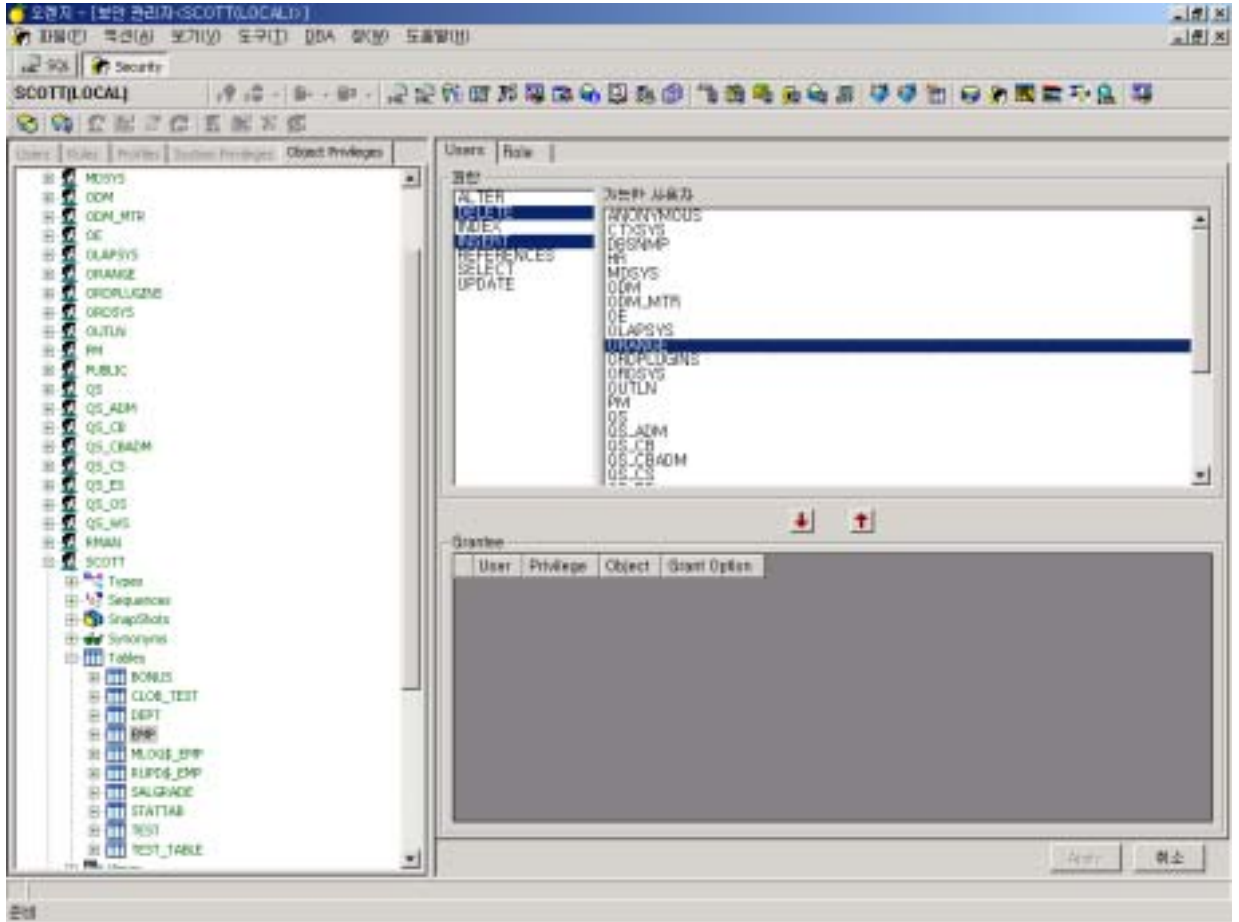 오렌지 - [보안 관리자<SCOTT(LOCAL)>]
파일(F) 액션(A) 보기(V) 도구(T) DBA 창(W) 도움말(H)
SQL Security
SCOTT(LOCAL)
Users Roles Profiles System Privileges Object Privileges
MDSYS
ODM
ODM_MTR
OE
OLAPSYS
ORANGE
ORDPLUGINS
ORDSYS
OUTLN
PM
PUBLIC
QS
QS_ADM
QS_CB
QS_CBADM
QS_CS
QS_ES
QS_OS
QS_WS
RMAN
SCOTT
Types
Sequences
SnapShots
Synonyms
Tables
BONUS
CLOB_TEST
DEPT
EMP
MLOG$_EMP
RUPD$_EMP
SALGRADE
STATTAB
TEST
TEST_TABLE
Users Role
권한
ALTER
DELETE
INDEX
INSERT
REFERENCES
SELECT
UPDATE
가능한 사용자
ANONYMOUS
CTXSYS
DBSNMP
HR
MDSYS
ODM
ODM_MTR
OE
OLAPSYS
ORANGE
ORDPLUGINS
ORDSYS
OUTLN
PM
QS
QS_ADM
QS_CB
QS_CBADM
QS_CS
Grantee
User Privilege Object Grant Option
Apply 취소
준비